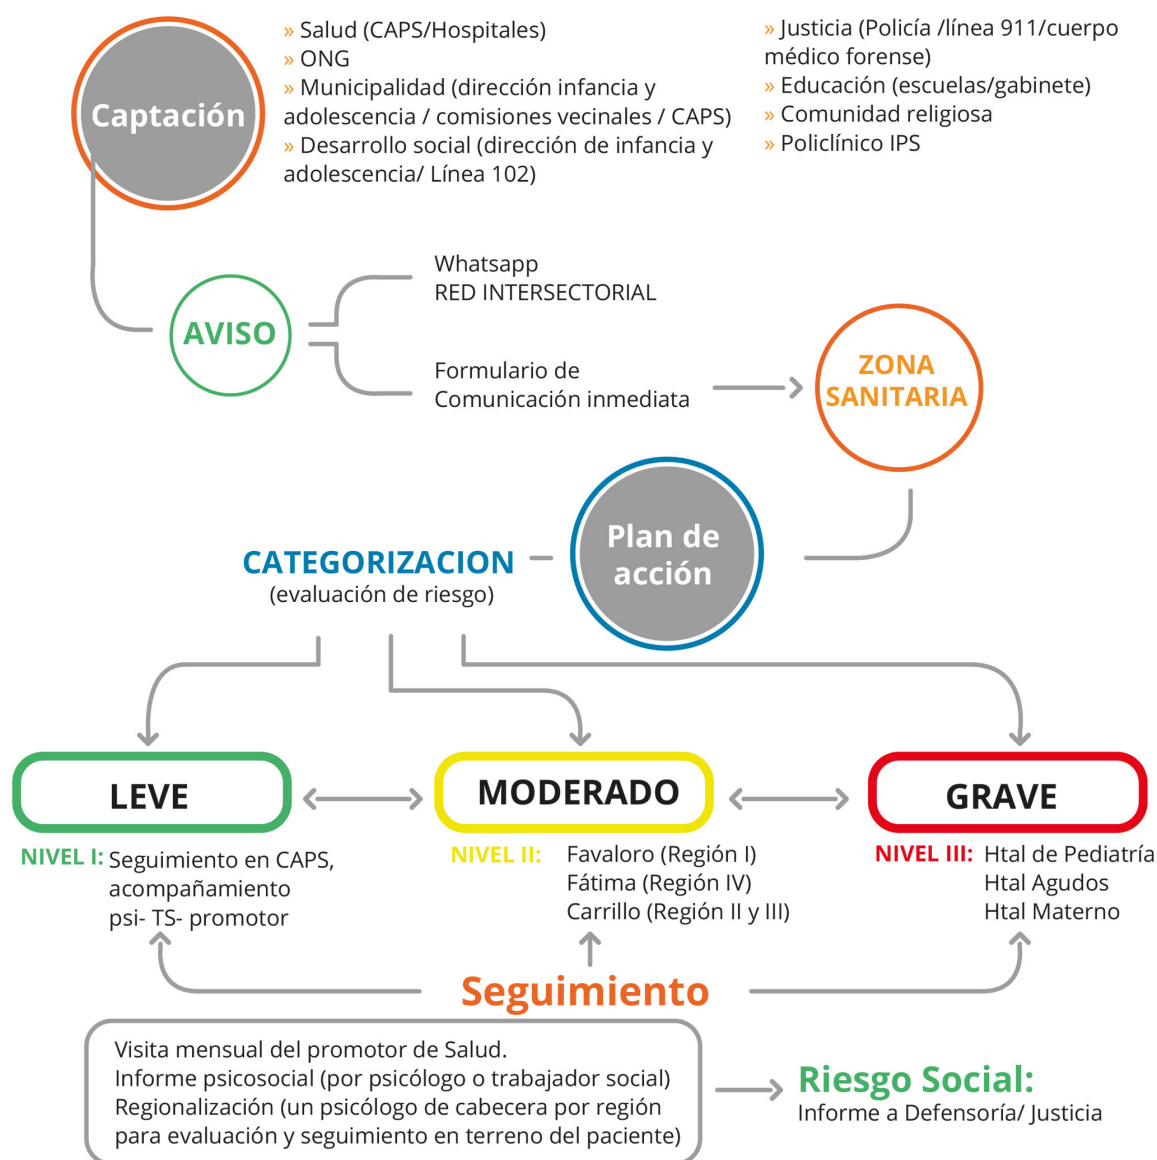 Captación
» Salud (CAPS/Hospitales)
» ONG
» Municipalidad (dirección infancia y
adolescencia / comisiones vecinales / CAPS)
» Desarrollo social (dirección de infancia y
adolescencia/ Línea 102)
» Justicia (Policía /línea 911/cuerpo
médico forense)
» Educación (escuelas/gabinete)
» Comunidad religiosa
» Policlínico IPS
AVISO
Whatsapp
RED INTERSECTORIAL
Formulario de
Comunicación inmediata
ZONA
SANITARIA
Plan de
acción
CATEGORIZACION
(evaluación de riesgo)
LEVE
MODERADO
GRAVE
NIVEL I: Seguimiento en CAPS,
acompañamiento
psi- TS- promotor
NIVEL II: Favaloro (Región I)
Fátima (Región IV)
Carrillo (Región II y III)
NIVEL III: Htal de Pediatría
Htal Agudos
Htal Materno
Seguimiento
Visita mensual del promotor de Salud.
Informe psicosocial (por psicólogo o trabajador social)
Regionalización (un psicólogo de cabecera por región
para evaluación y seguimiento en terreno del paciente)
Riesgo Social:
Informe a Defensoría/ Justicia